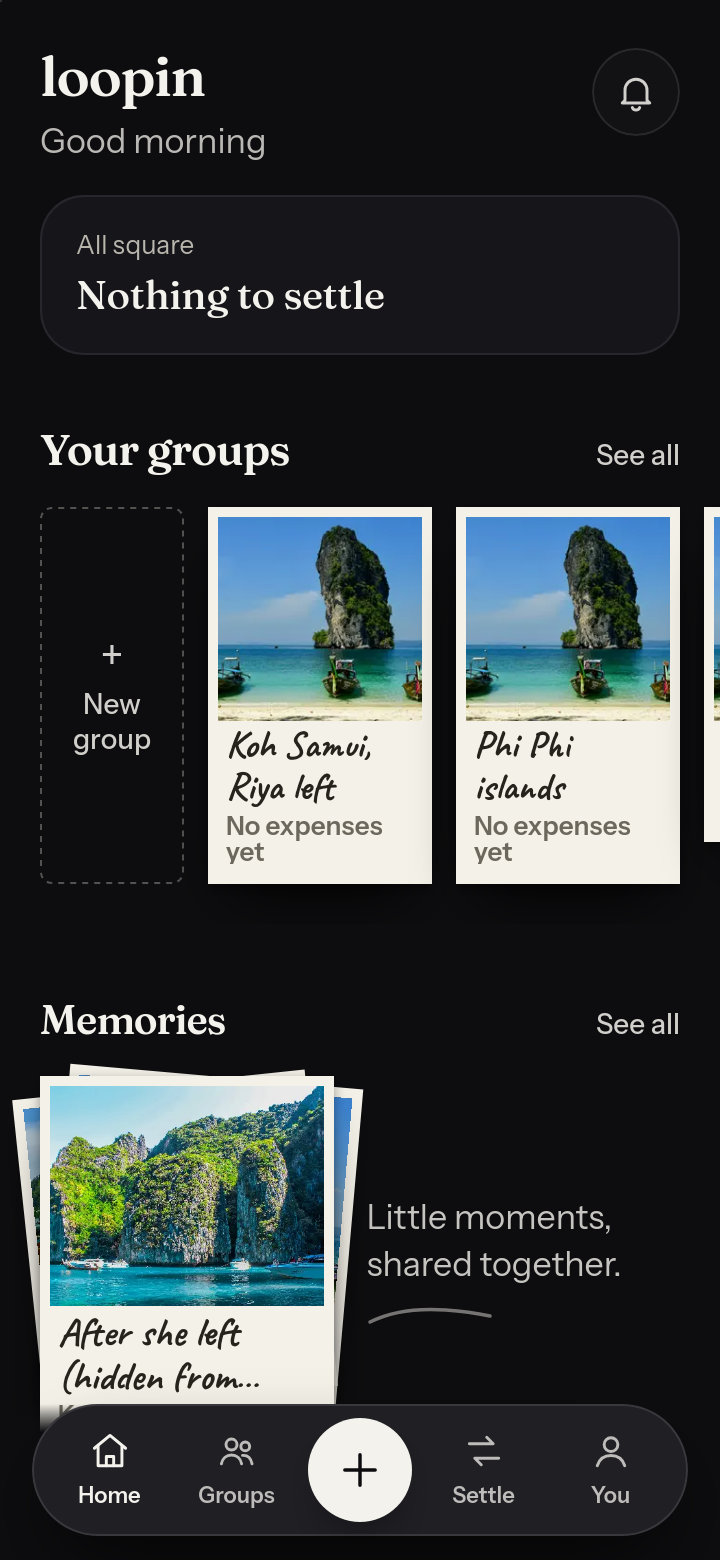 loopin
Good morning
All square
Nothing to settle
Your groups
See all
+
New
group
Koh Samui,
Riya left
No expenses
yet
Phi Phi
islands
No expenses
yet
Memories
See all
Little moments,
shared together.
After she left
(hidden from...
Home
Groups
Settle
You